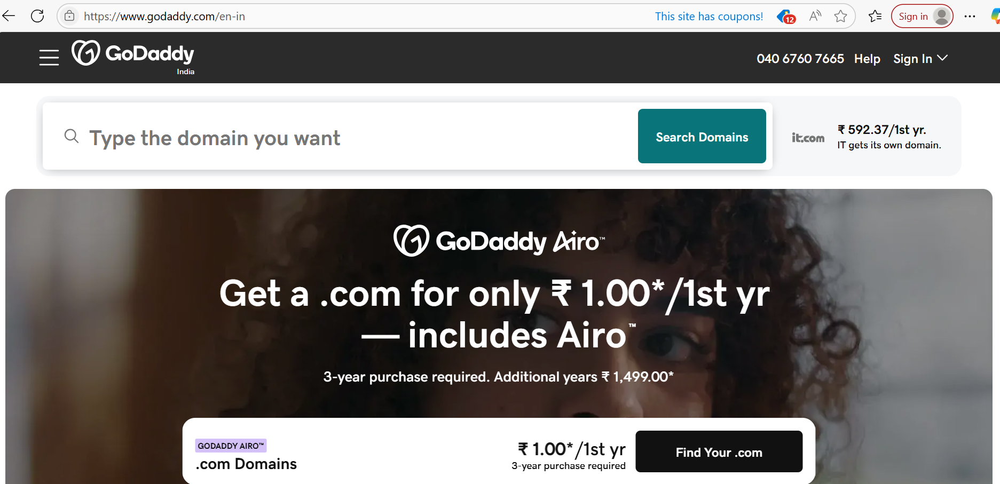 https://www.godaddy.com/en-in
This site has coupons!
12
Sign in
GoDaddy
India
040 6760 7665
Help
Sign In
Type the domain you want
Search Domains
it.com
₹ 592.37/1st yr.
IT gets its own domain.
GoDaddy Airo™
Get a .com for only ₹ 1.00*/1st yr
— includes Airo™
3-year purchase required. Additional years ₹ 1,499.00*
GODADDY AIRO™
.com Domains
₹ 1.00*/1st yr
3-year purchase required
Find Your .com